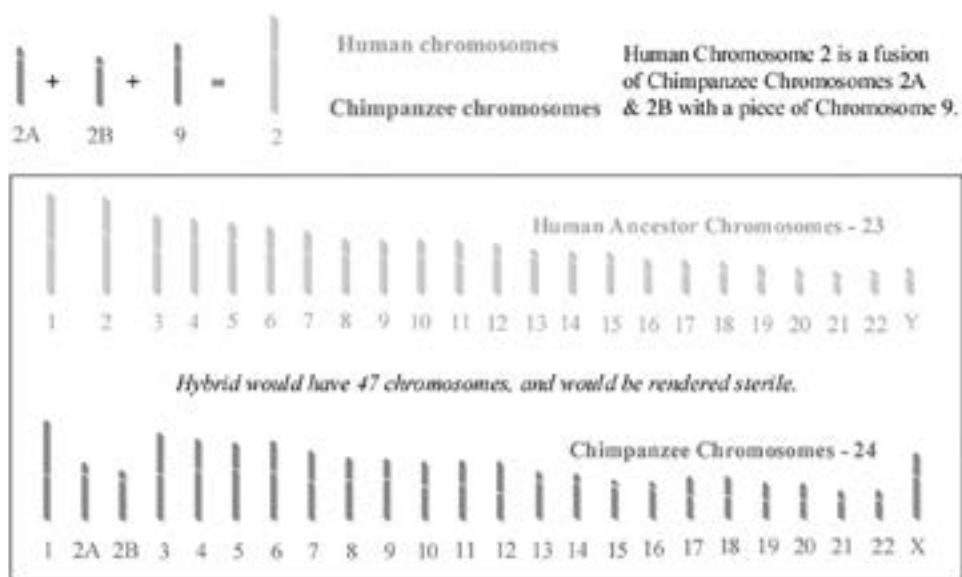 Human chromosomes
Human Chromosome 2 is a fusion
of Chimpanzee Chromosomes 2A
Chimpanzee chromosomes
& 2B with a piece of Chromosome 9.
+ + =
2A 2B 9 2
Human Ancestor Chromosomes - 23
1 2 3 4 5 6 7 8 9 10 11 12 13 14 15 16 17 18 19 20 21 22 Y
Hybrid would have 47 chromosomes, and would be rendered sterile.
Chimpanzee Chromosomes - 24
1 2A 2B 3 4 5 6 7 8 9 10 11 12 13 14 15 16 17 18 19 20 21 22 X